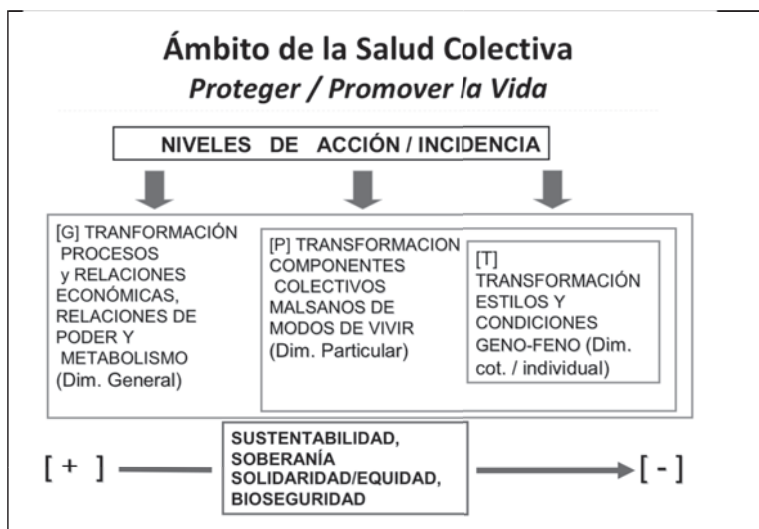 Ámbito de la Salud Colectiva
Proteger / Promover la Vida
NIVELES DE ACCIÓN / INCIDENCIA
[G] TRANFORMACIÓN
PROCESOS
y RELACIONES
ECONÓMICAS,
RELACIONES DE
PODER Y
METABOLISMO
(Dim. General)
[P] TRANSFORMACION
COMPONENTES
COLECTIVOS
MALSANOS DE
MODOS DE VIVIR
(Dim. Particular)
[T]
TRANSFORMACIÓN
ESTILOS Y
CONDICIONES
GENO-FENO (Dim.
cot. / individual)
[ + ]
SUSTENTABILIDAD,
SOBERANÍA
SOLIDARIDAD/EQUIDAD,
BIOSEGURIDAD
[ - ]